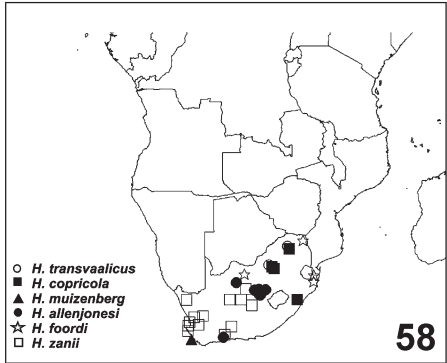 H. transvaalicus
H. copricola
H. muizenberg
H. allenjonesi
H. foordi
H. zanii
58